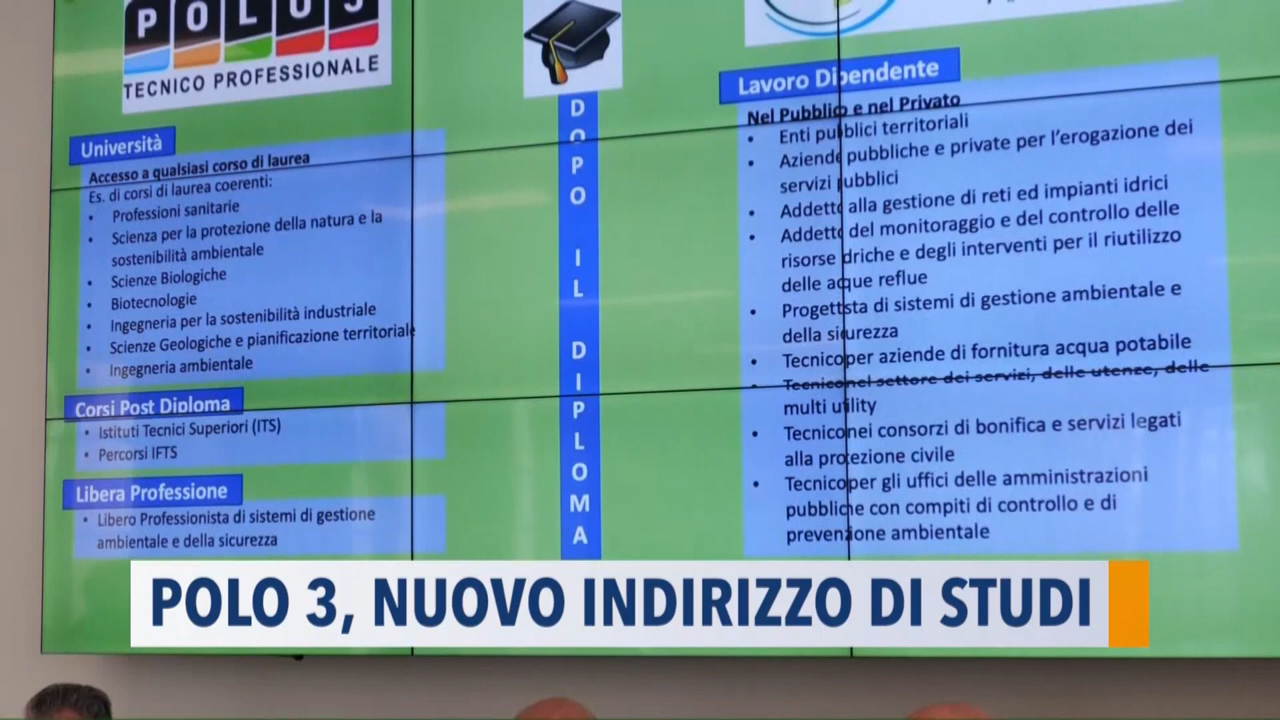 POLO3
TECNICO PROFESSIONALE
Università
Accesso a qualsiasi corso di laurea
Es. di corsi di laurea coerenti:
• Professioni sanitarie
• Scienza per la protezione della natura e la
sostenibilità ambientale
• Scienze Biologiche
• Biotecnologie
• Ingegneria per la sostenibilità industriale
• Scienze Geologiche e pianificazione territoriale
• Ingegneria ambientale
Corsi Post Diploma
• Istituti Tecnici Superiori (ITS)
• Percorsi IFTS
Libera Professione
• Libero Professionista di sistemi di gestione
ambientale e della sicurezza
DOPO IL DIPLOMA
Lavoro Dipendente
Nel Pubblico e nel Privato
• Enti pubblici territoriali
• Aziende pubbliche e private per l'erogazione dei
servizi pubblici
• Addetto alla gestione di reti ed impianti idrici
• Addetto del monitoraggio e del controllo delle
risorse idriche e degli interventi per il riutilizzo
delle acque reflue
• Progettista di sistemi di gestione ambientale e
della sicurezza
• Tecnico per aziende di fornitura acqua potabile
• Tecnico nel settore dei servizi, delle utenze, delle
multi utility
• Tecnico nei consorzi di bonifica e servizi legati
alla protezione civile
• Tecnico per gli uffici delle amministrazioni
pubbliche con compiti di controllo e di
prevenzione ambientale
POLO 3, NUOVO INDIRIZZO DI STUDI